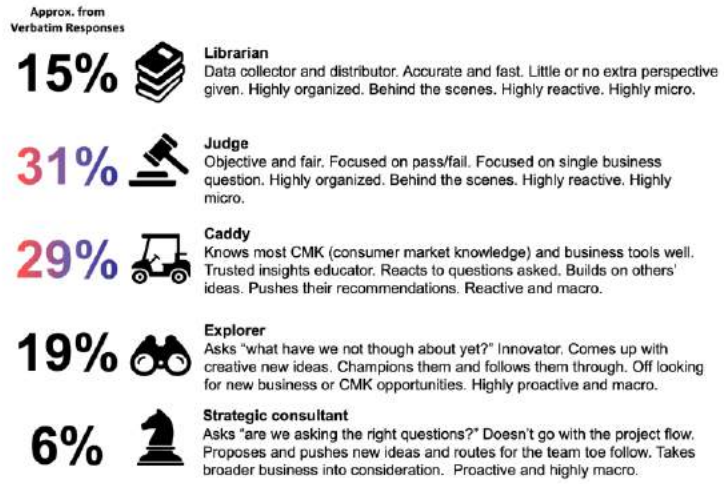 Approx. from
Verbatim Responses
15%
Librarian
Data collector and distributor. Accurate and fast. Little or no extra perspective
given. Highly organized. Behind the scenes. Highly reactive. Highly micro.
31%
Judge
Objective and fair. Focused on pass/fail. Focused on single business
question. Highly organized. Behind the scenes. Highly reactive. Highly
micro.
29%
Caddy
Knows most CMK (consumer market knowledge) and business tools well.
Trusted insights educator. Reacts to questions asked. Builds on others'
ideas. Pushes their recommendations. Reactive and macro.
19%
Explorer
Asks "what have we not though about yet?" Innovator. Comes up with
creative new ideas. Champions them and follows them through. Off looking
for new business or CMK opportunities. Highly proactive and macro.
6%
Strategic consultant
Asks "are we asking the right questions?" Doesn't go with the project flow.
Proposes and pushes new ideas and routes for the team toe follow. Takes
broader business into consideration. Proactive and highly macro.